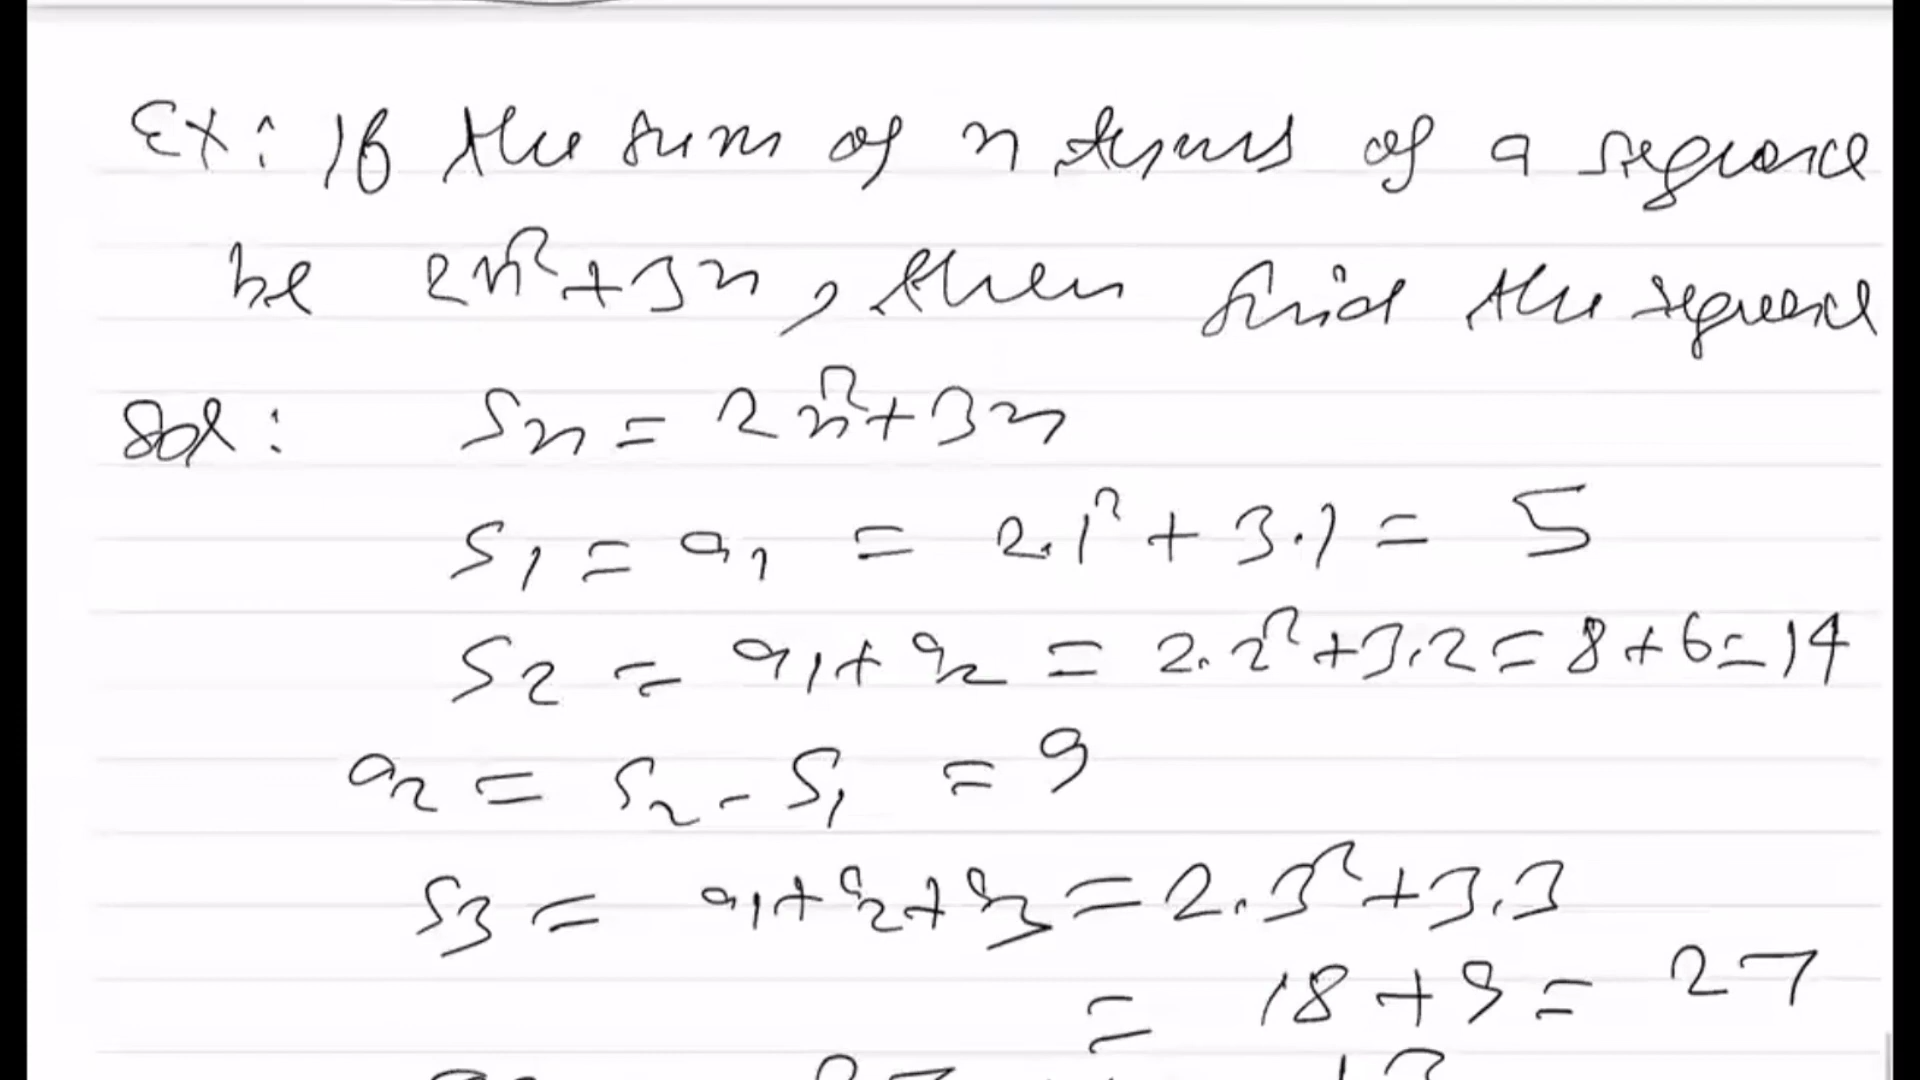 Ex: If the sum of n terms of a sequence
be 2n²+3n, then find the sequence
Sol: Sn = 2n²+3n
S₁ = a₁ = 2.1² + 3.1 = 5
S₂ = a₁+a₂ = 2.2²+3.2 = 8+6 = 14
a₂ = S₂ - S₁ = 9
S₃ = a₁+a₂+a₃ = 2.3²+3.3
= 18+9 = 27